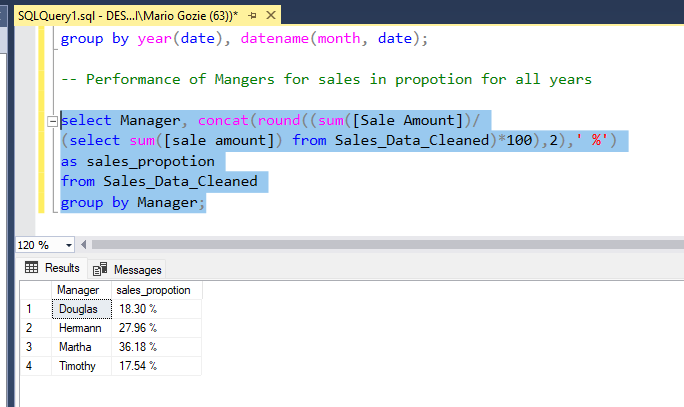 SQLQuery1.sql - DES...l\Mario Gozie (63))*
group by year(date), datename(month, date);
-- Performance of Mangers for sales in propotion for all years
select Manager, concat(round((sum([Sale Amount])/
(select sum([sale amount]) from Sales_Data_Cleaned)*100),2),' %')
as sales_propotion
from Sales_Data_Cleaned
group by Manager;
120 %
Results Messages
Manager sales_propotion
1 Douglas 18.30 %
2 Hermann 27.96 %
3 Martha 36.18 %
4 Timothy 17.54 %